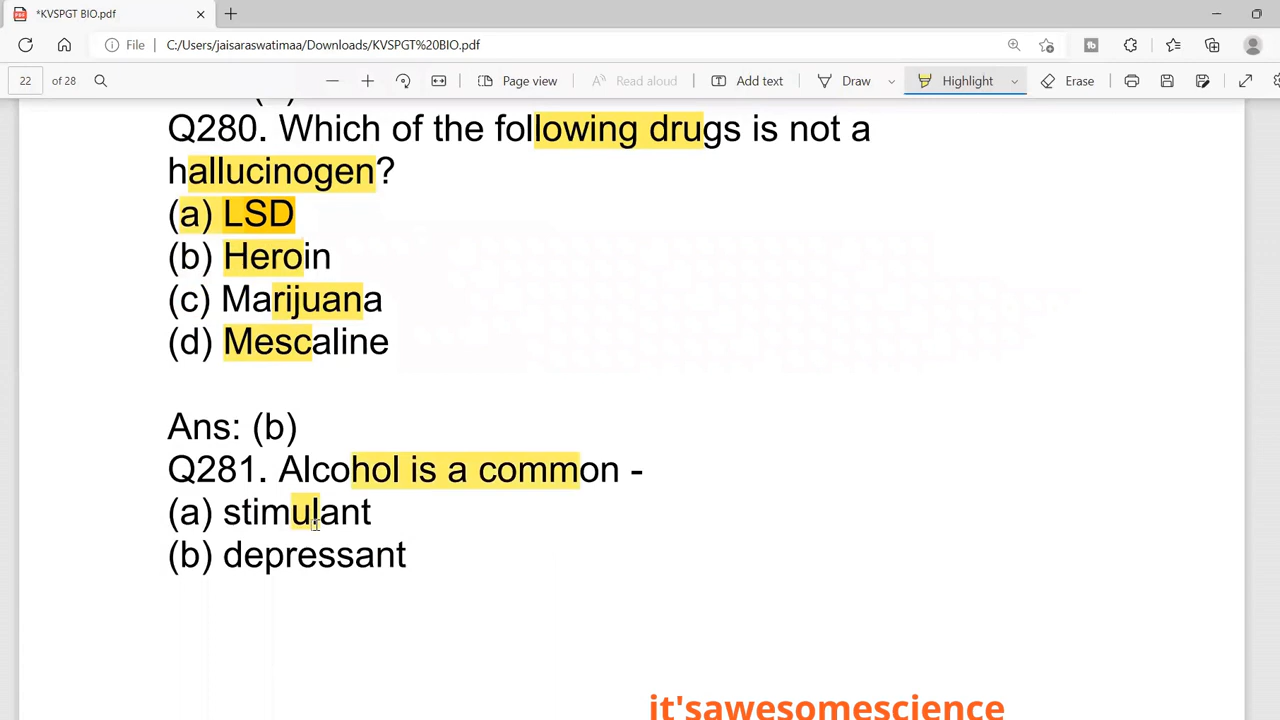 *KVSPGT BIO.pdf
File C:/Users/jaisaraswatimaa/Downloads/KVSPGT%20BIO.pdf
22 of 28 Page view Read aloud Add text Draw Highlight Erase
Q280. Which of the following drugs is not a
hallucinogen?
(a) LSD
(b) Heroin
(c) Marijuana
(d) Mescaline
Ans: (b)
Q281. Alcohol is a common -
(a) stimulant
(b) depressant
it'sawesomescience